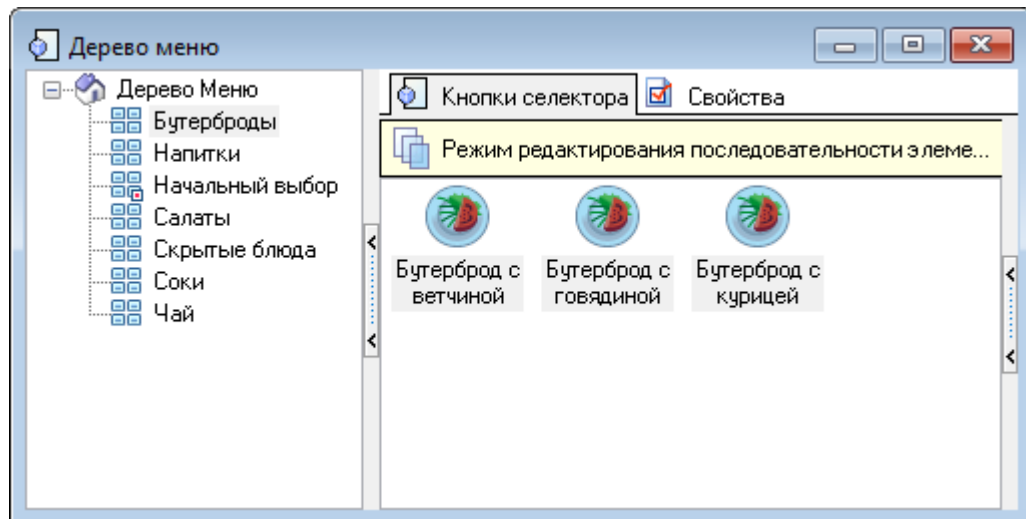 Дерево меню
Дерево Меню
Бутерброды
Напитки
Начальный выбор
Салаты
Скрытые блюда
Соки
Чай
Кнопки селектора
Свойства
Режим редактирования последовательности элеме...
Бутерброд с
ветчиной
Бутерброд с
говядиной
Бутерброд с
курицей